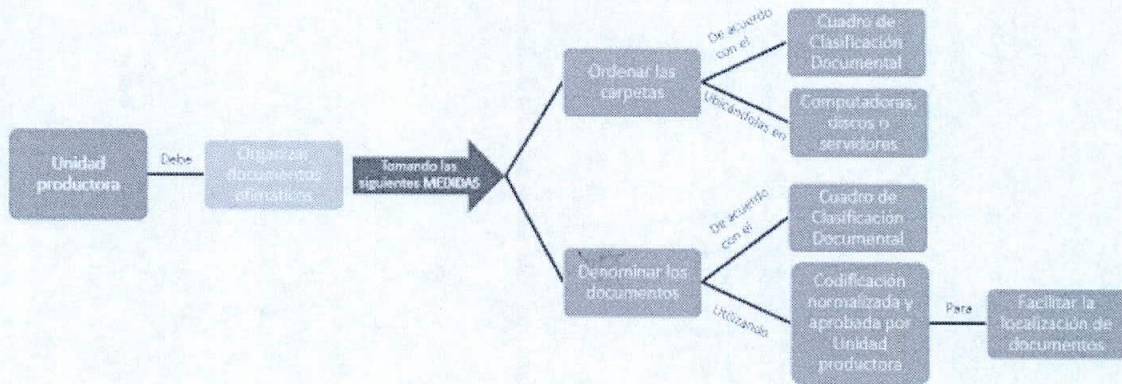 Unidad
productora
Debe
Organizar
documentos
ofimáticos
Tomando las
siguientes MEDIDAS
Ordenar las
carpetas
De acuerdo
con el
Cuadro de
Clasificación
Documental
Ubicándolas en
Computadoras,
discos o
servidores
Denominar los
documentos
De acuerdo
con el
Cuadro de
Clasificación
Documental
Utilizando
Codificación
normalizada y
aprobada por
Unidad
productora
Para
Facilitar la
localización de
documentos